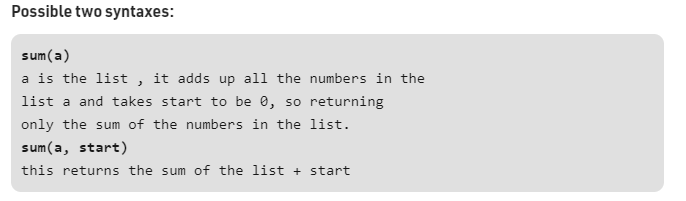 Possible two syntaxes:
sum(a)
a is the list , it adds up all the numbers in the
list a and takes start to be 0, so returning
only the sum of the numbers in the list.
sum(a, start)
this returns the sum of the list + start